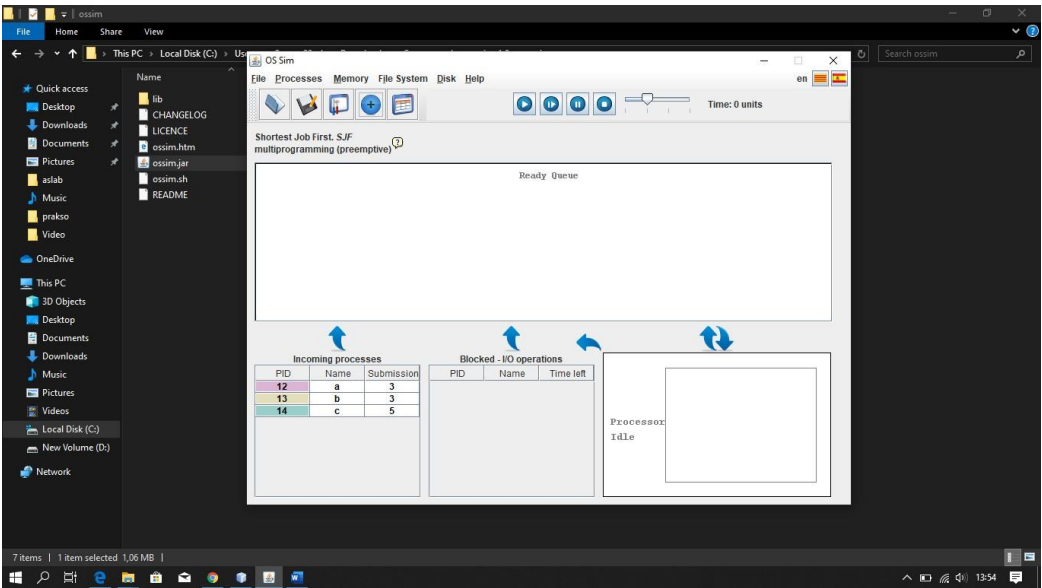 ossim
File Home Share View
This PC > Local Disk (C:) >
Search ossim
Name
Quick access
Desktop
Downloads
Documents
Pictures
aslab
Music
prakso
Video
OneDrive
This PC
3D Objects
Desktop
Documents
Downloads
Music
Pictures
Videos
Local Disk (C:)
New Volume (D:)
Network
lib
CHANGELOG
LICENCE
ossim.htm
ossim.jar
ossim.sh
README
OS Sim
File Processes Memory File System Disk Help en
Time: 0 units
Shortest Job First. SJF
multiprogramming (preemptive)
Ready Queue
Incoming processes
PID Name Submission
12 a 3
13 b 3
14 c 5
Blocked - I/O operations
PID Name Time left
Processor
Idle
7 items | 1 item selected 1,06 MB |
13:54